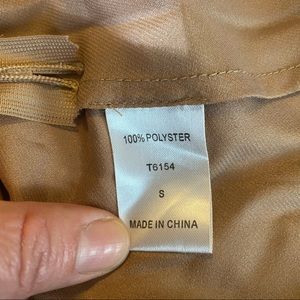 100% POLYSTER
T6154
S
MADE IN CHINA